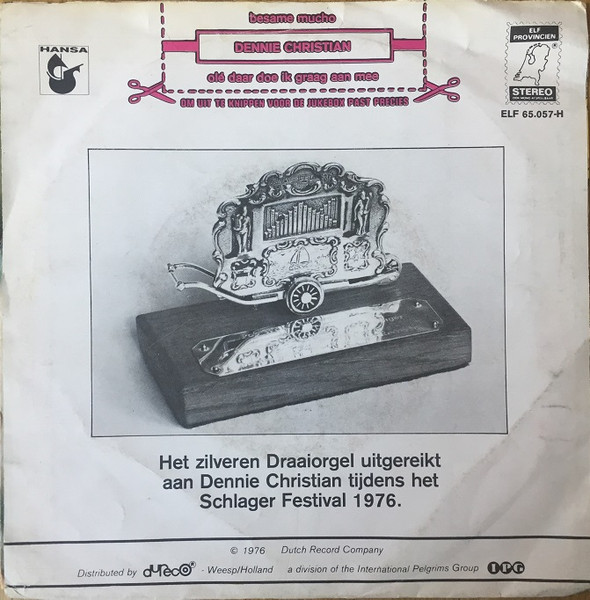 HANSA
besame mucho
DENNIE CHRISTIAN
olé daar doe ik graag aan mee
OM UIT TE KNIPPEN VOOR DE JUKEBOX PAST PRECIES
ELF
PROVINCIEN
STEREO
ELF 65.057-H
Het zilveren Draaiorgel uitgereikt
aan Dennie Christian tijdens het
Schlager Festival 1976.
© 1976 Dutch Record Company
Distributed by dureco - Weesp/Holland a division of the International Pelgrims Group IPG